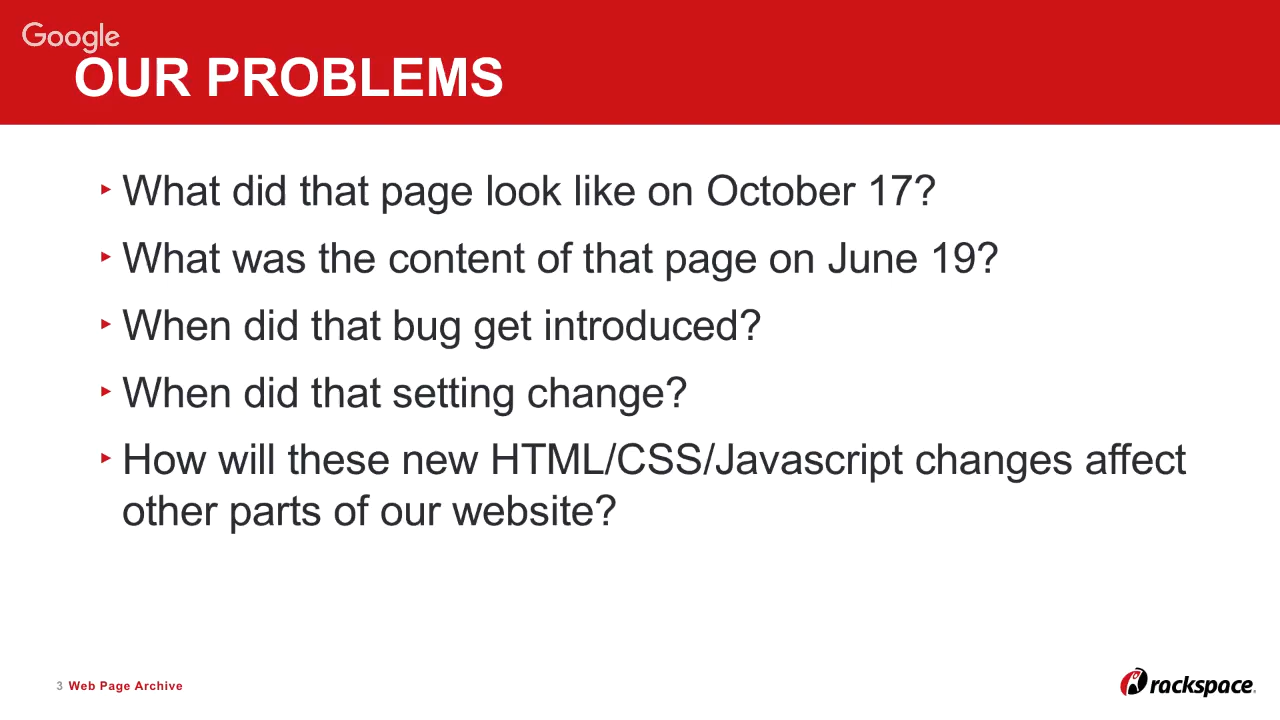 Google
OUR PROBLEMS
What did that page look like on October 17?
What was the content of that page on June 19?
When did that bug get introduced?
When did that setting change?
How will these new HTML/CSS/Javascript changes affect
other parts of our website?
3 Web Page Archive
rackspace.